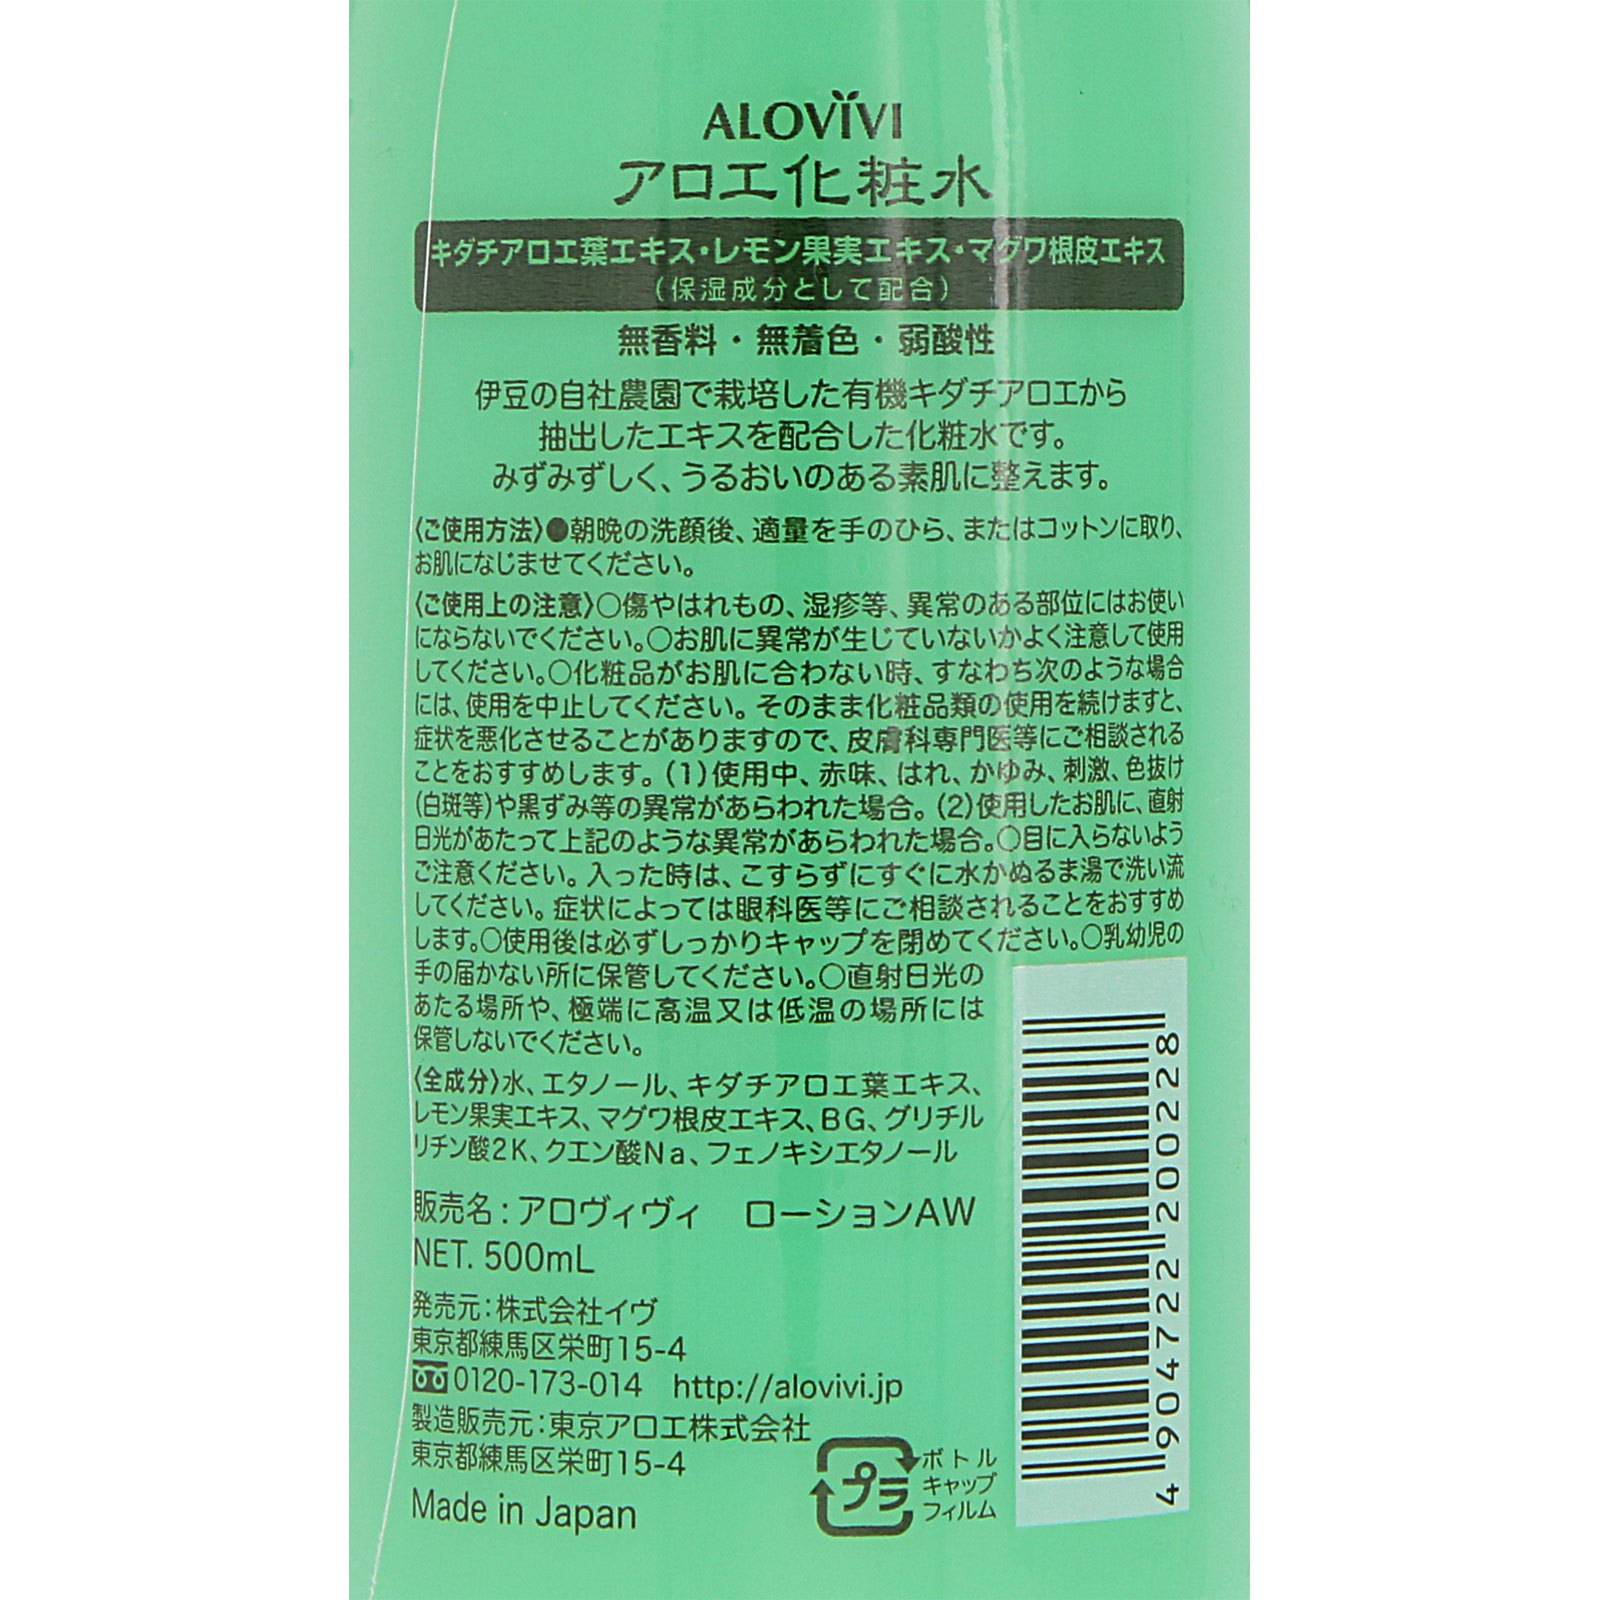 ALOVIVI
アロエ化粧水
キダチアロエ葉エキス・レモン果実エキス・マグワ根皮エキス
(保湿成分として配合)
無香料・無着色・弱酸性
伊豆の自社農園で栽培した有機キダチアロエから
抽出したエキスを配合した化粧水です。
みずみずしく、うるおいのある素肌に整えます。
〈ご使用方法〉●朝晩の洗顔後、適量を手のひら、またはコットンに取り、
お肌になじませてください。
〈ご使用上の注意〉○傷やはれもの、湿疹等、異常のある部位にはお使い
にならないでください。○お肌に異常が生じていないかよく注意して使用
してください。○化粧品がお肌に合わない時、すなわち次のような場合
には、使用を中止してください。そのまま化粧品類の使用を続けますと、
症状を悪化させることがありますので、皮膚科専門医等にご相談される
ことをおすすめします。(1)使用中、赤味、はれ、かゆみ、刺激、色抜け
(白斑等)や黒ずみ等の異常があらわれた場合。(2)使用したお肌に、直射
日光があたって上記のような異常があらわれた場合。○目に入らないよう
ご注意ください。入った時は、こすらずにすぐに水かぬるま湯で洗い流
してください。症状によっては眼科医等にご相談されることをおすすめ
します。○使用後は必ずしっかりキャップを閉めてください。○乳幼児の
手の届かない所に保管してください。○直射日光の
あたる場所や、極端に高温又は低温の場所には
保管しないでください。
〈全成分〉水、エタノール、キダチアロエ葉エキス、
レモン果実エキス、マグワ根皮エキス、BG、グリチル
リチン酸2K、クエン酸Na、フェノキシエタノール
販売名:アロヴィヴィ ローションAW
NET. 500mL
発売元:株式会社イヴ
東京都練馬区栄町15-4
0120-173-014 http://alovivi.jp
製造販売元:東京アロエ株式会社
東京都練馬区栄町15-4
Made in Japan
プラ
ボトル
キャップ
フィルム
4904722200228